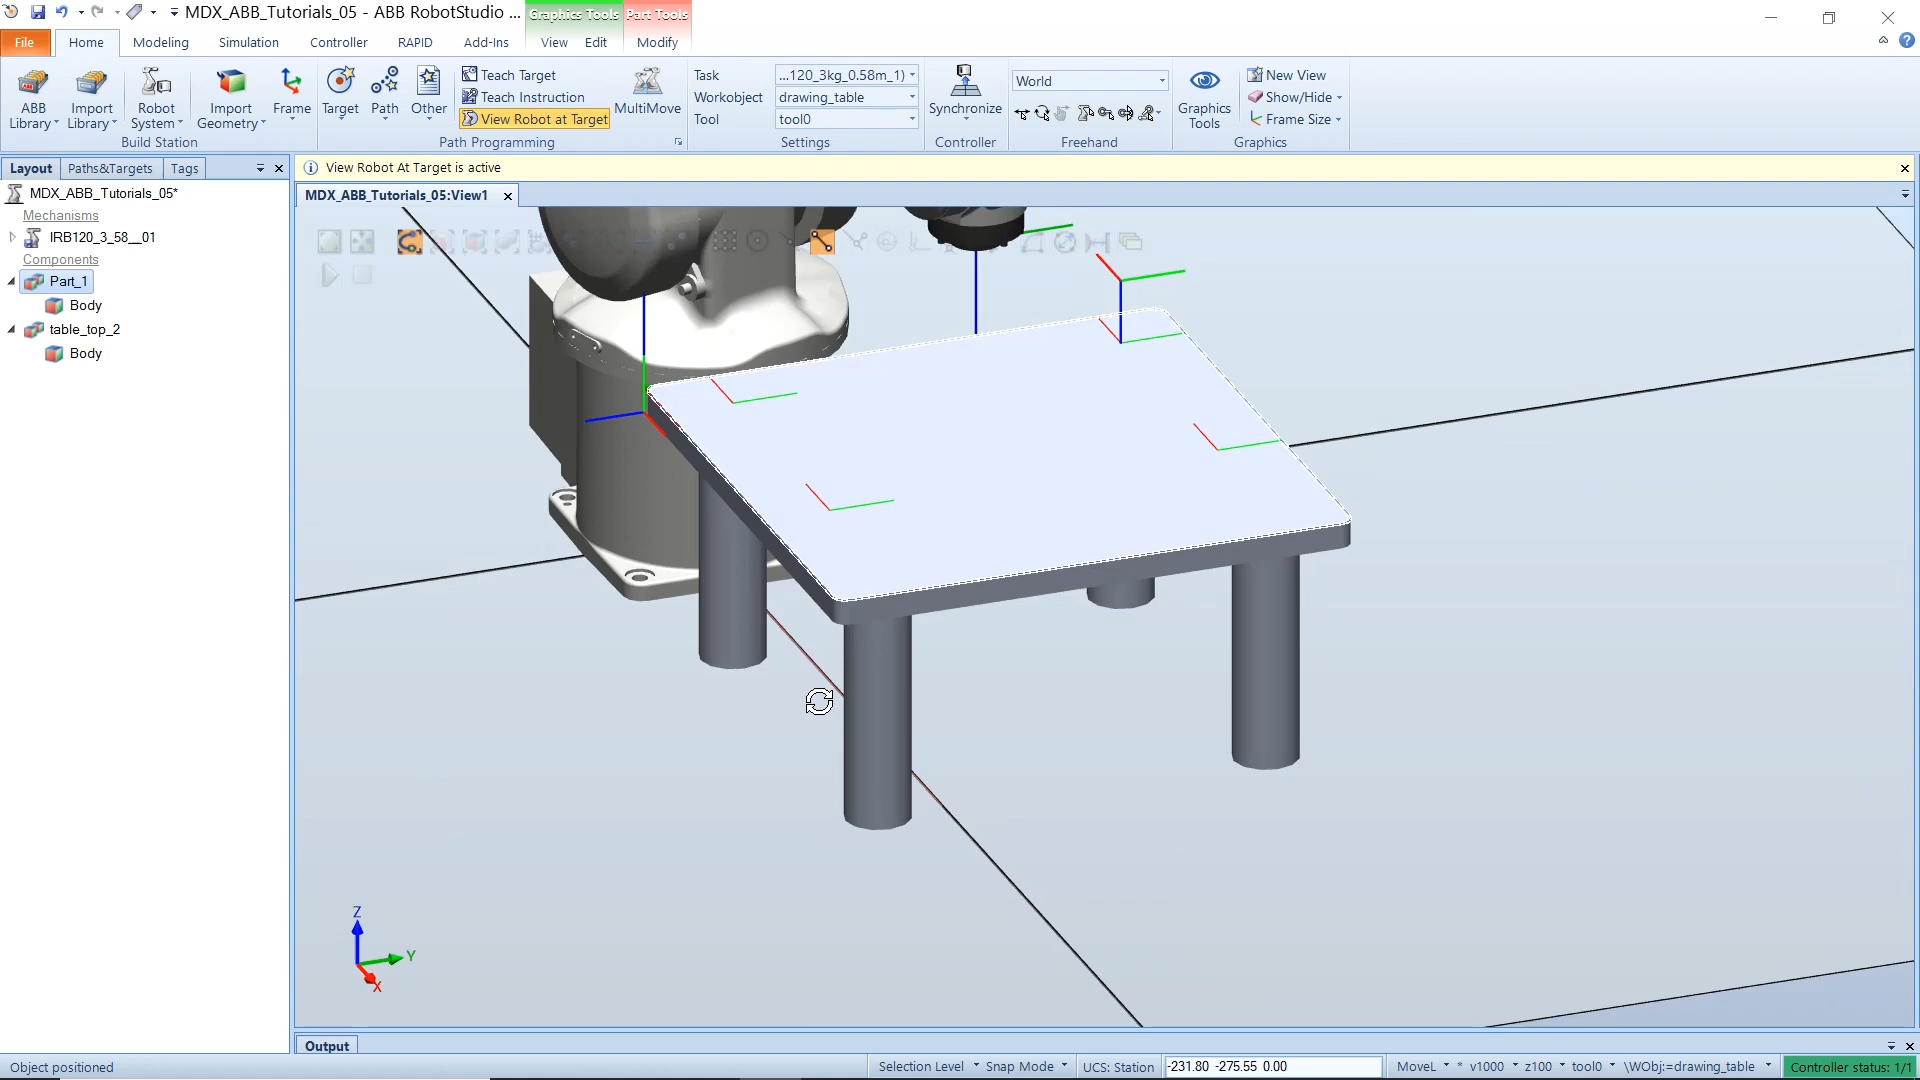 MDX_ABB_Tutorials_05 - ABB RobotStudio ...
Graphics Tools Part Tools
File Home Modeling Simulation Controller RAPID Add-Ins View Edit Modify
ABB Library
Import Library
Robot System
Import Geometry
Frame
Build Station
Target
Path
Other
Teach Target
Teach Instruction
View Robot at Target
MultiMove
Path Programming
Task ...120_3kg_0.58m_1)
Workobject drawing_table
Tool tool0
Settings
Synchronize
Controller
World
Freehand
Graphics Tools
New View
Show/Hide
Frame Size
Graphics
Layout Paths&Targets Tags
MDX_ABB_Tutorials_05*
Mechanisms
IRB120_3_58__01
Components
Part_1
Body
table_top_2
Body
View Robot At Target is active
MDX_ABB_Tutorials_05:View1
Z
Y
X
Output
Object positioned Selection Level Snap Mode UCS: Station -231.80 -275.55 0.00 MoveL * v1000 z100 tool0 \WObj:=drawing_table Controller status: 1/1